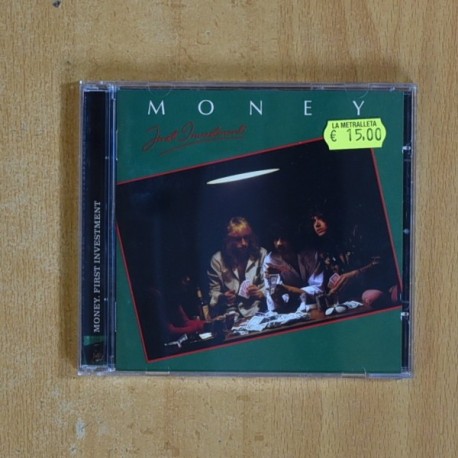 MONEY
First Investment
LA METRALLETA
€ 15,00
MONEY. FIRST INVESTMENT